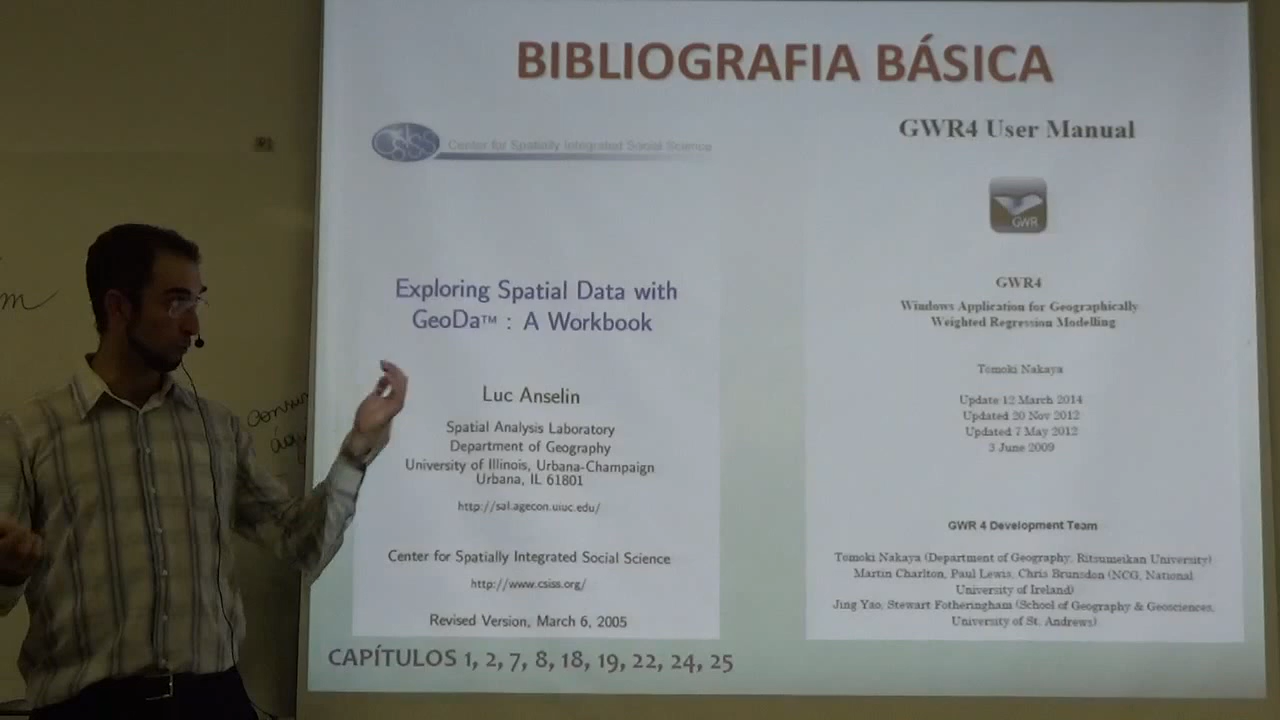 BIBLIOGRAFIA BÁSICA
CSISS
Center for Spatially Integrated Social Science
Exploring Spatial Data with
GeoDa™ : A Workbook
Luc Anselin
Spatial Analysis Laboratory
Department of Geography
University of Illinois, Urbana-Champaign
Urbana, IL 61801
http://sal.agecon.uiuc.edu/
Center for Spatially Integrated Social Science
http://www.csiss.org/
Revised Version, March 6, 2005
CAPÍTULOS 1, 2, 7, 8, 18, 19, 22, 24, 25
GWR4 User Manual
GWR
GWR4
Windows Application for Geographically
Weighted Regression Modelling
Tomoki Nakaya
Update 12 March 2014
Updated 20 Nov 2012
Updated 7 May 2012
3 June 2009
GWR 4 Development Team
Tomoki Nakaya (Department of Geography, Ritsumeikan University)
Martin Charlton, Paul Lewis, Chris Brunsdon (NCG, National
University of Ireland)
Jing Yao, Stewart Fotheringham (School of Geography & Geosciences,
University of St. Andrews)